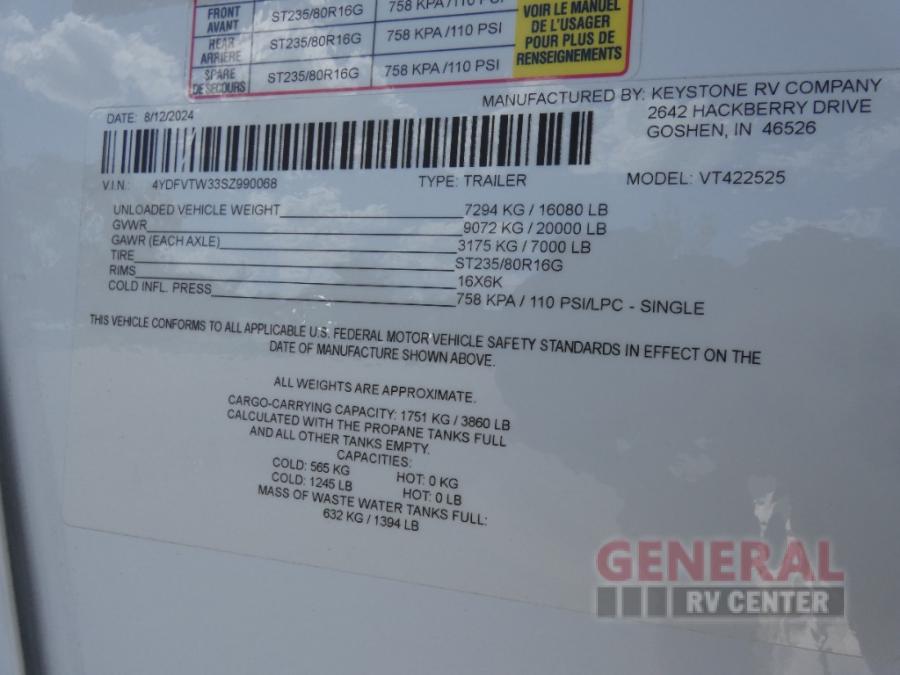 FRONT
AVANT
ST235/80R16G
758 KPA/110 PSI
REAR
ARRIÈRE
ST235/80R16G
758 KPA/110 PSI
SPARE
DE SECOURS
ST235/80R16G
758 KPA/110 PSI
VOIR LE MANUEL
DE L'USAGER
POUR PLUS DE
RENSEIGNEMENTS
MANUFACTURED BY: KEYSTONE RV COMPANY
2642 HACKBERRY DRIVE
GOSHEN, IN 46526
DATE: 8/12/2024
V.I.N.: 4YDFVTW33SZ990068 TYPE: TRAILER MODEL: VT422525
UNLOADED VEHICLE WEIGHT 7294 KG / 16080 LB
GVWR 9072 KG / 20000 LB
GAWR (EACH AXLE) 3175 KG / 7000 LB
TIRE ST235/80R16G
RIMS 16X6K
COLD INFL. PRESS 758 KPA / 110 PSI/LPC - SINGLE
THIS VEHICLE CONFORMS TO ALL APPLICABLE U.S. FEDERAL MOTOR VEHICLE SAFETY STANDARDS IN EFFECT ON THE
DATE OF MANUFACTURE SHOWN ABOVE.
ALL WEIGHTS ARE APPROXIMATE.
CARGO-CARRYING CAPACITY: 1751 KG / 3860 LB
CALCULATED WITH THE PROPANE TANKS FULL
AND ALL OTHER TANKS EMPTY.
CAPACITIES:
COLD: 565 KG HOT: 0 KG
COLD: 1245 LB HOT: 0 LB
MASS OF WASTE WATER TANKS FULL:
632 KG / 1394 LB
GENERAL
RV CENTER